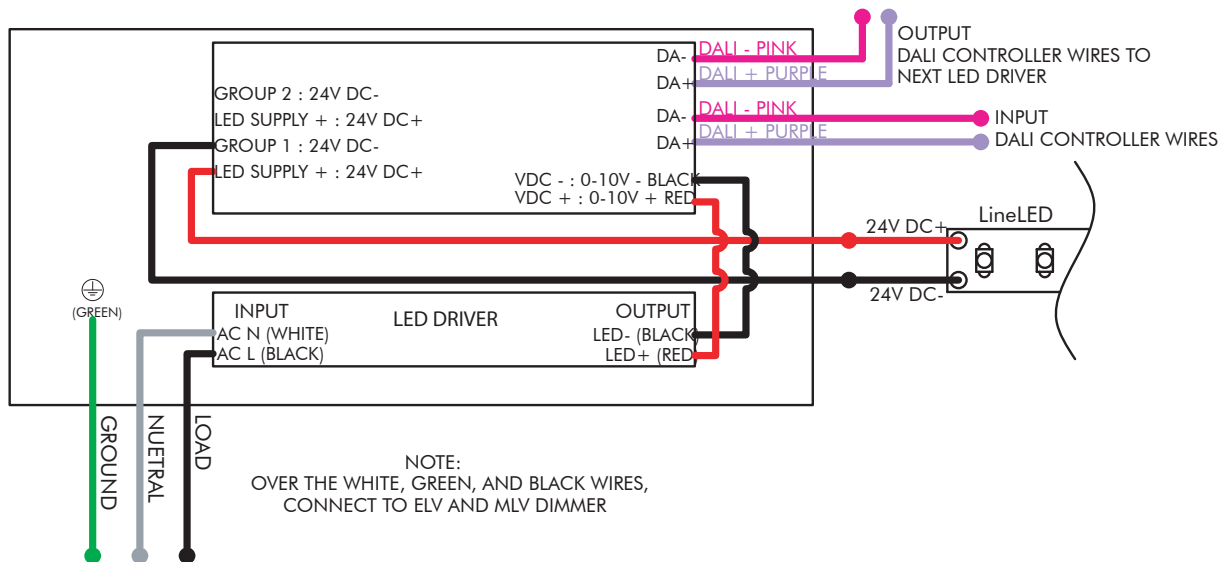 OUTPUT
DALI CONTROLLER WIRES TO
NEXT LED DRIVER
DA- DALI - PINK
DA+ DALI + PURPLE
DA- DALI - PINK
DA+ DALI + PURPLE
INPUT
DALI CONTROLLER WIRES
GROUP 2 : 24V DC-
LED SUPPLY + : 24V DC+
GROUP 1 : 24V DC-
LED SUPPLY + : 24V DC+
VDC - : 0-10V - BLACK
VDC + : 0-10V + RED
LineLED
24V DC+
24V DC-
(GREEN)
INPUT
LED DRIVER
OUTPUT
AC N (WHITE)
AC L (BLACK)
LED- (BLACK)
LED+ (RED)
GROUND
NUETRAL
LOAD
NOTE:
OVER THE WHITE, GREEN, AND BLACK WIRES,
CONNECT TO ELV AND MLV DIMMER